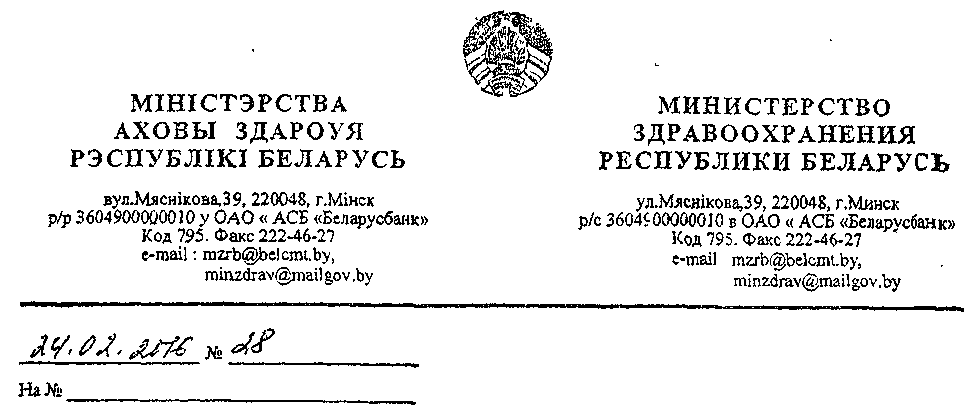 МІНІСТЭРСТВА
АХОВЫ ЗДАРОУЯ
РЭСПУБЛІКІ БЕЛАРУСЬ
вул.Мяснікова,39, 220048, г.Мінск
р/р 3604900000010 у ОАО « АСБ «Беларусбанк»
Код 795. Факс 222-46-27
e-mail : mzrb@belcmt.by,
minzdrav@mailgov.by
МИНИСТЕРСТВО
ЗДРАВООХРАНЕНИЯ
РЕСПУБЛИКИ БЕЛАРУСЬ
ул.Мяснікова,39, 220048, г.Минск
р/с 3604900000010 в ОАО « АСБ «Беларусбанк»
Код 795. Факс 222-46-27
e-mail mzrb@belcmt.by,
minzdrav@mailgov.by
24.02.2016 № 28
На №